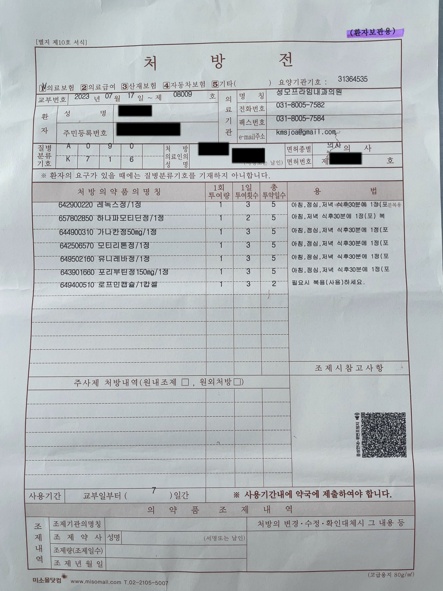 [별지 제10호 서식]
(환자보관용)
처 방 전
①의료보험 ②의료급여 ③산재보험 ④자동차보험 ⑤기타( ) 요양기관기호 : 31364535
교부번호 2023 년 07 월 17 일 - 제 08009 호
의료기관 명칭 성모프라임내과의원
전화번호 031-8005-7582
팩스번호 031-8005-7584
e-mail주소 kmsjoa@gmail.com
환자 성명
주민등록번호
질병분류기호 A 0 9 0
K 7 1 6
처방 의료인의 성명 (서명 또는 날인)
면허종별 의사
면허번호 제 호
※ 환자의 요구가 있을 때에는 질병분류기호를 기재하지 아니합니다.
처방 의약품의 명칭 1회투여량 1일투여횟수 총투약일수 용 법
642900220 레녹스정/1정 1 3 5 아침,점심,저녁 식후30분에 1정(포
657802850 하나파모티딘정/1정 1 2 5 아침,저녁 식후30분에 1정(포) 복
644900310 가나칸정50mg/1정 1 3 5 아침,점심,저녁 식후30분에 1정(포
642506570 모티리톤정/1정 1 3 5 아침,점심,저녁 식후30분에 1정(포
649502160 유니레바정/1정 1 3 5 아침,점심,저녁 식후30분에 1정(포
643901660 포리부틴정150mg/1정 1 3 5 아침,점심,저녁 식후30분에 1정(포
649400510 로프민캡슐/1캡셀 1 3 2 필요시 복용(사용)하세요.
조제시참고사항
주사제 처방내역(원내조제 □, 원외처방 □)
사용기간 교부일부터 ( 7 )일간 ※ 사용기간내에 약국에 제출하여야 합니다.
의 약 품 조 제 내 역
조제내역 조제기관의명칭 처방의 변경·수정·확인대체시 그 내용 등
조제약사 성명 (서명또는 날인)
조제량(조제일수)
조제년월일
미소몰닷컴 www.misomall.com T.02-2105-5007
(고급용지 90g/㎡)